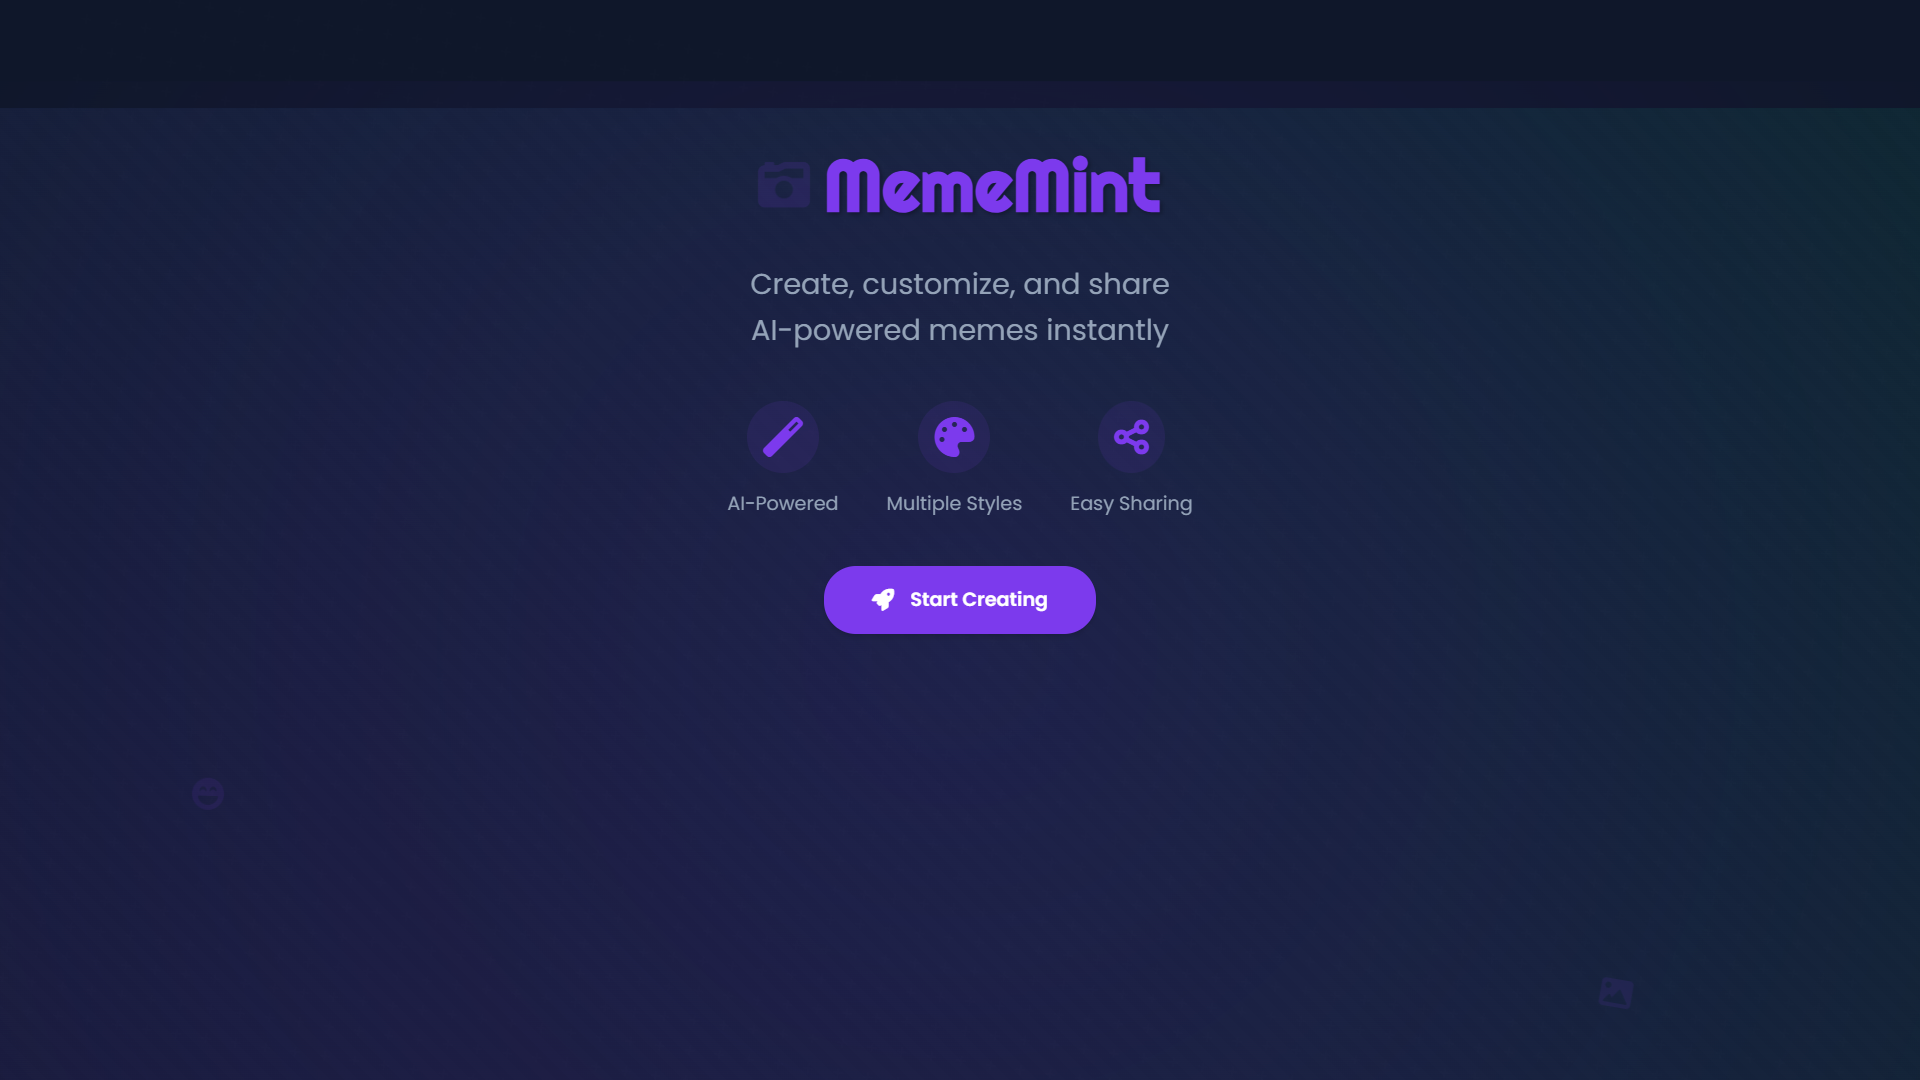 MemeMint
Create, customize, and share
AI-powered memes instantly
AI-Powered
Multiple Styles
Easy Sharing
Start Creating